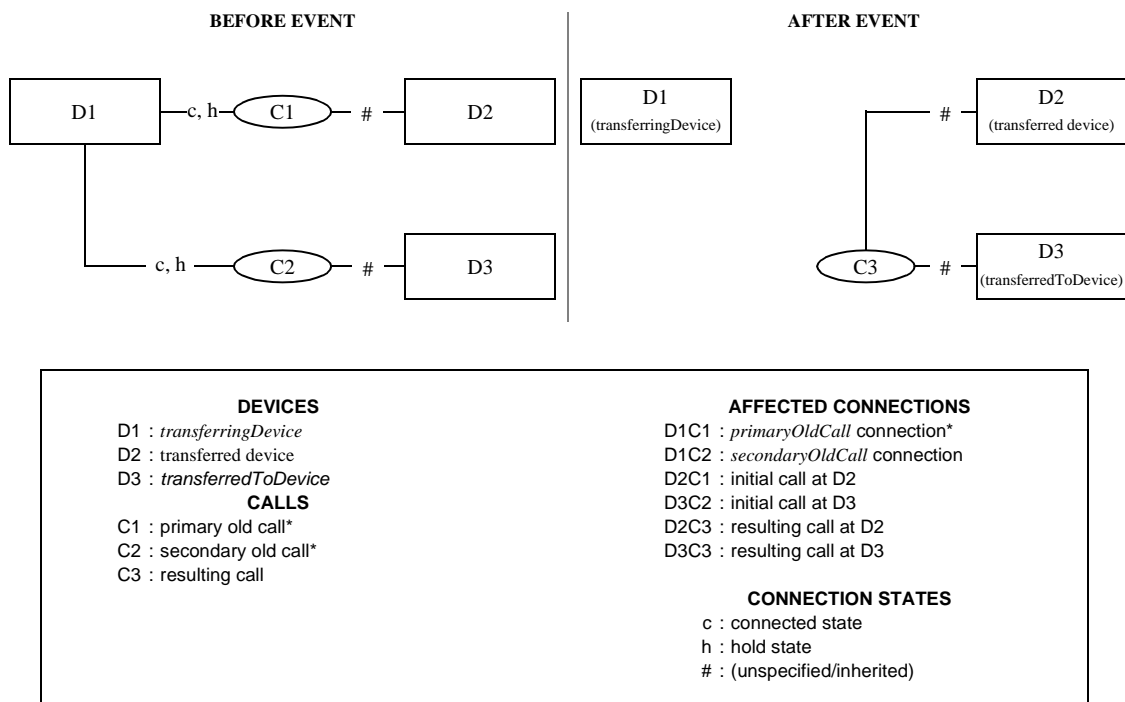 BEFORE EVENT
AFTER EVENT
D1
c, h
C1
#
D2
c, h
C2
#
D3
D1
(transferringDevice)
#
D2
(transferred device)
C3
#
D3
(transferredToDevice)
DEVICES
D1 : transferringDevice
D2 : transferred device
D3 : transferredToDevice
CALLS
C1 : primary old call*
C2 : secondary old call*
C3 : resulting call
AFFECTED CONNECTIONS
D1C1 : primaryOldCall connection*
D1C2 : secondaryOldCall connection
D2C1 : initial call at D2
D3C2 : initial call at D3
D2C3 : resulting call at D2
D3C3 : resulting call at D3
CONNECTION STATES
c : connected state
h : hold state
# : (unspecified/inherited)